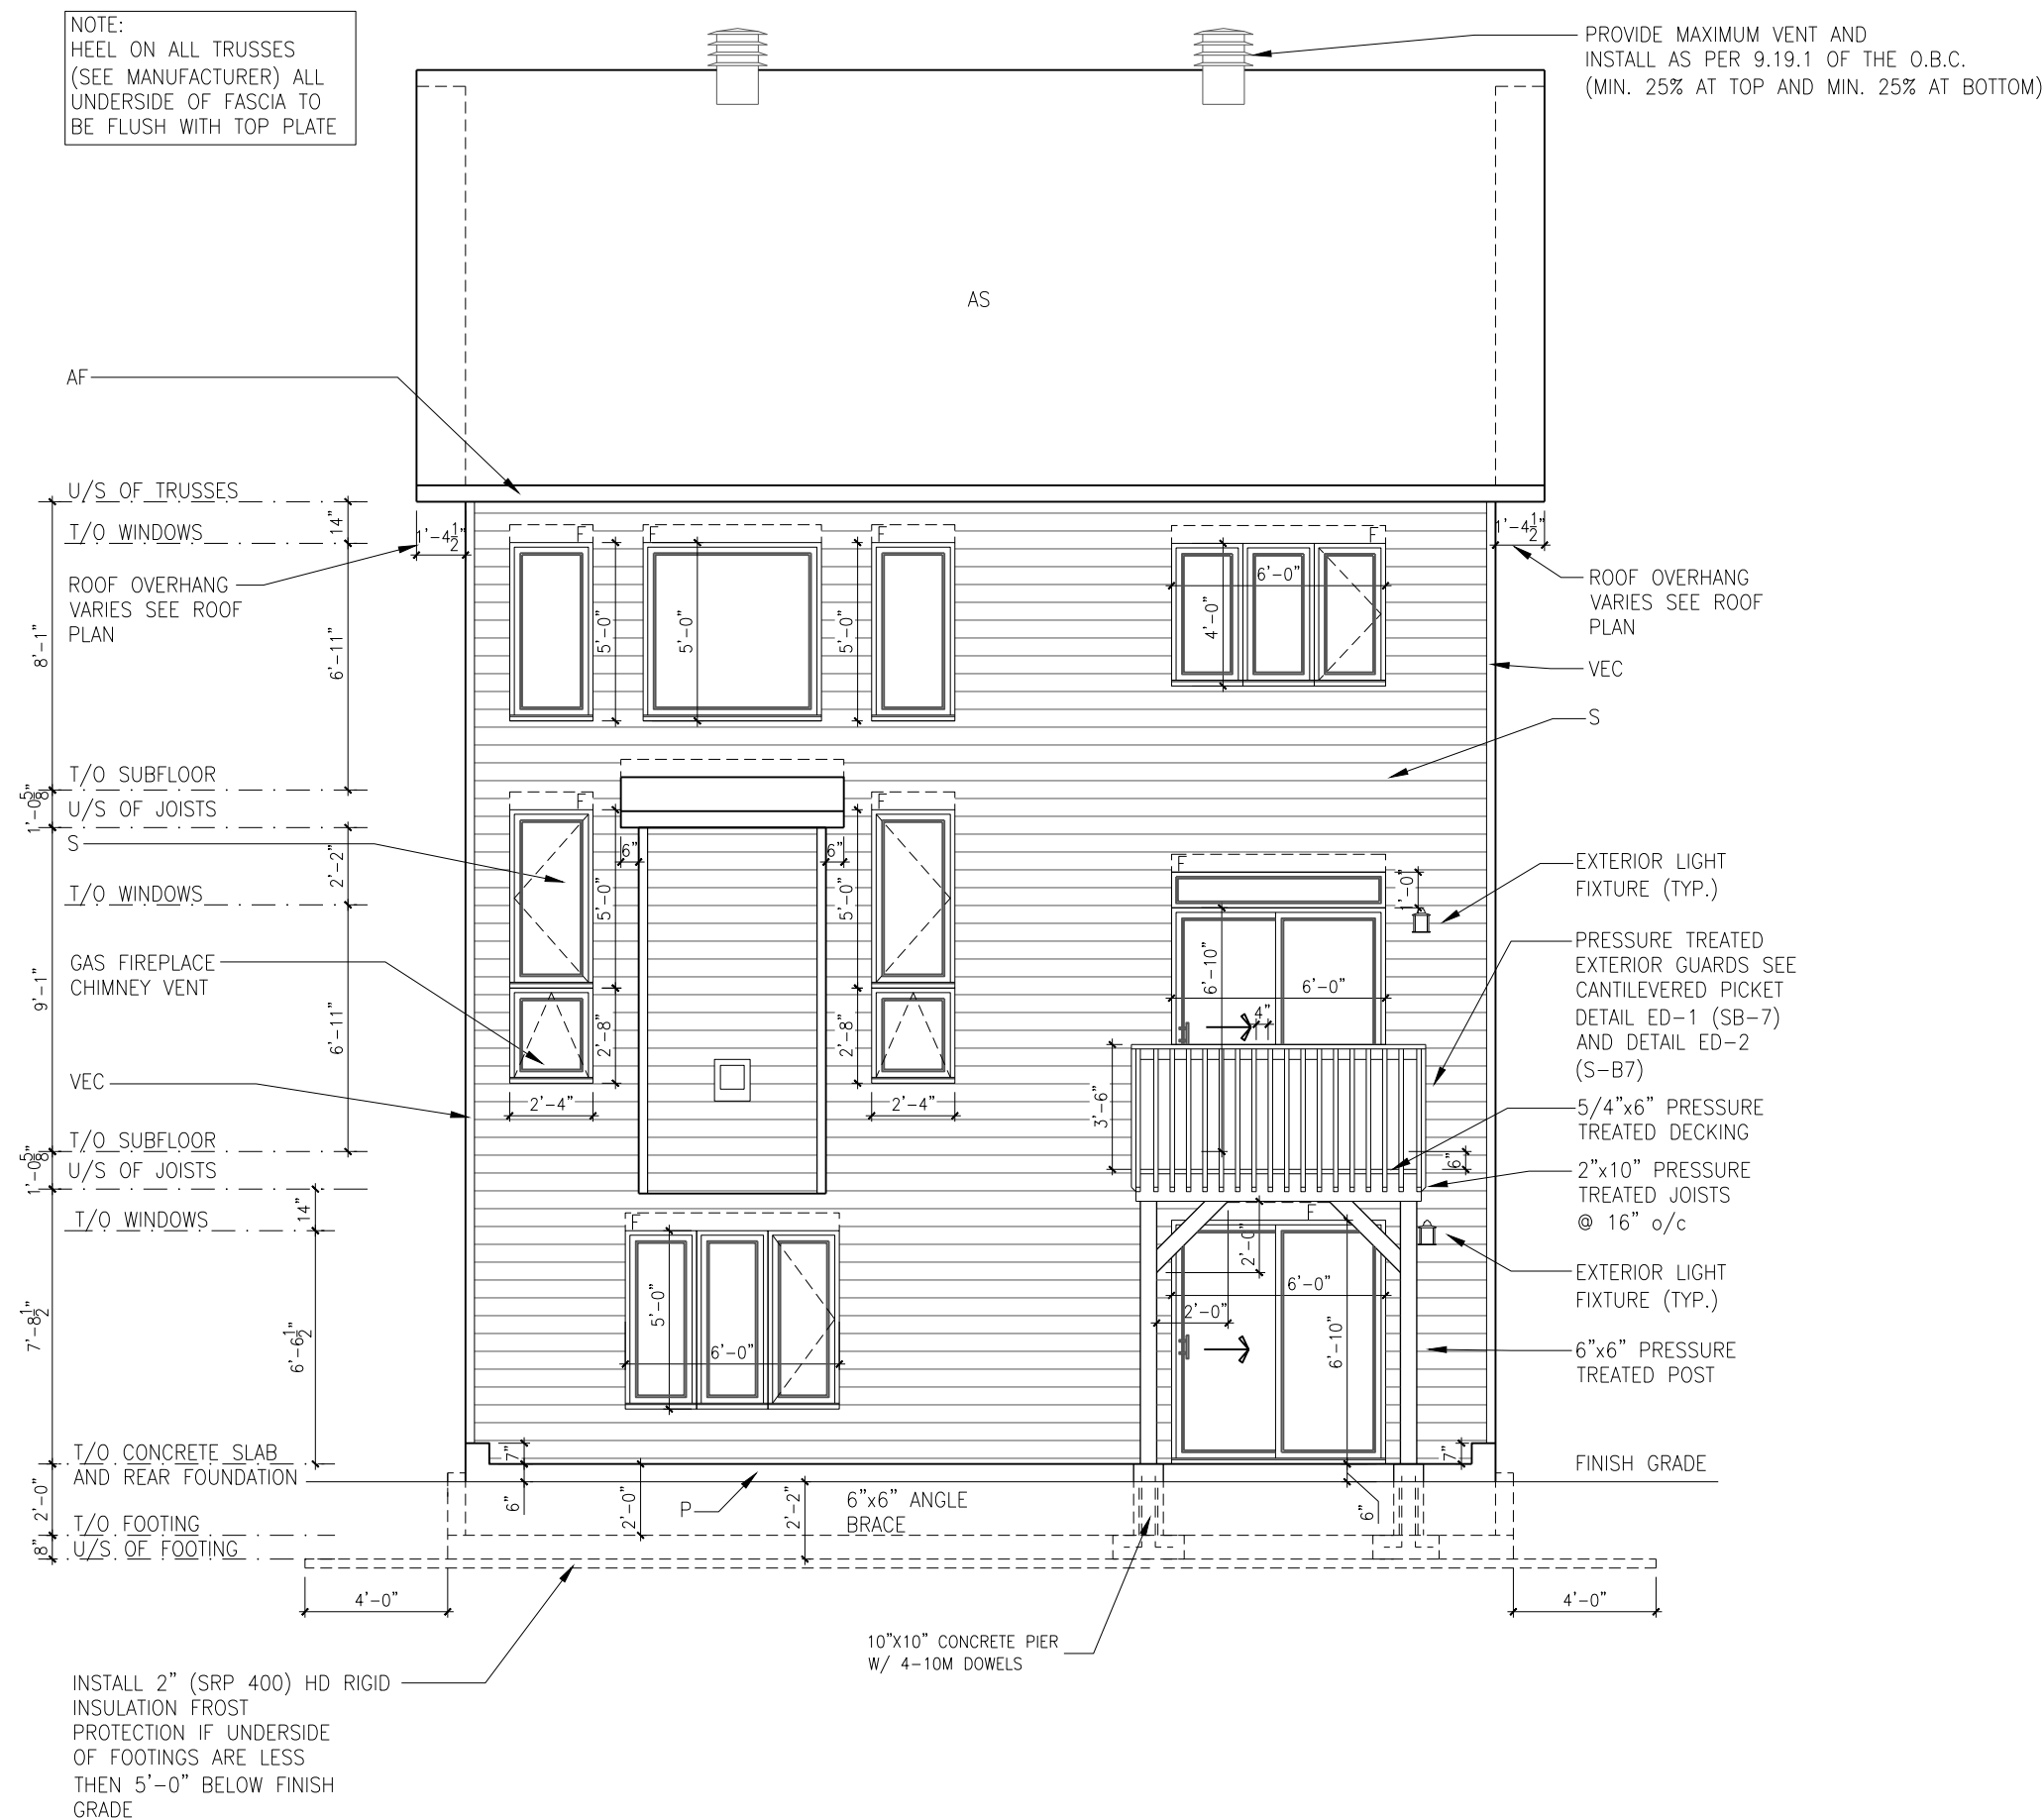 NOTE:
HEEL ON ALL TRUSSES
(SEE MANUFACTURER) ALL
UNDERSIDE OF FASCIA TO
BE FLUSH WITH TOP PLATE
PROVIDE MAXIMUM VENT AND
INSTALL AS PER 9.19.1 OF THE O.B.C.
(MIN. 25% AT TOP AND MIN. 25% AT BOTTOM)
AS
AF
U/S OF TRUSSES
T/O WINDOWS
ROOF OVERHANG
VARIES SEE ROOF
PLAN
T/O SUBFLOOR
U/S OF JOISTS
S
T/O WINDOWS
GAS FIREPLACE
CHIMNEY VENT
VEC
T/O SUBFLOOR
U/S OF JOISTS
T/O WINDOWS
T/O CONCRETE SLAB
AND REAR FOUNDATION
T/O FOOTING
U/S OF FOOTING
8'-1"
1'-0 5/8"
9'-1"
1'-0 5/8"
7'-8 1/2"
2'-0"
8"
14"
6'-11"
2'-2"
6'-11"
14"
6'-6 1/2"
1'-4 1/2"
1'-4 1/2"
F
F
F
F
5'-0"
5'-0"
5'-0"
6'-0"
4'-0"
F
F
6"
6"
5'-0"
5'-0"
2'-8"
2'-8"
2'-4"
2'-4"
F
1'-0"
6'-10"
6'-0"
4"
3'-6"
6"
F
5'-0"
6'-0"
F
2'-0"
6'-0"
2'-0"
6'-10"
7"
7"
6"
2'-0"
P
2'-2"
6"x6" ANGLE
BRACE
6"
4'-0"
4'-0"
ROOF OVERHANG
VARIES SEE ROOF
PLAN
VEC
S
EXTERIOR LIGHT
FIXTURE (TYP.)
PRESSURE TREATED
EXTERIOR GUARDS SEE
CANTILEVERED PICKET
DETAIL ED-1 (SB-7)
AND DETAIL ED-2
(S-B7)
5/4"x6" PRESSURE
TREATED DECKING
2"x10" PRESSURE
TREATED JOISTS
@ 16" o/c
EXTERIOR LIGHT
FIXTURE (TYP.)
6"x6" PRESSURE
TREATED POST
FINISH GRADE
10"X10" CONCRETE PIER
W/ 4-10M DOWELS
INSTALL 2" (SRP 400) HD RIGID
INSULATION FROST
PROTECTION IF UNDERSIDE
OF FOOTINGS ARE LESS
THEN 5'-0" BELOW FINISH
GRADE